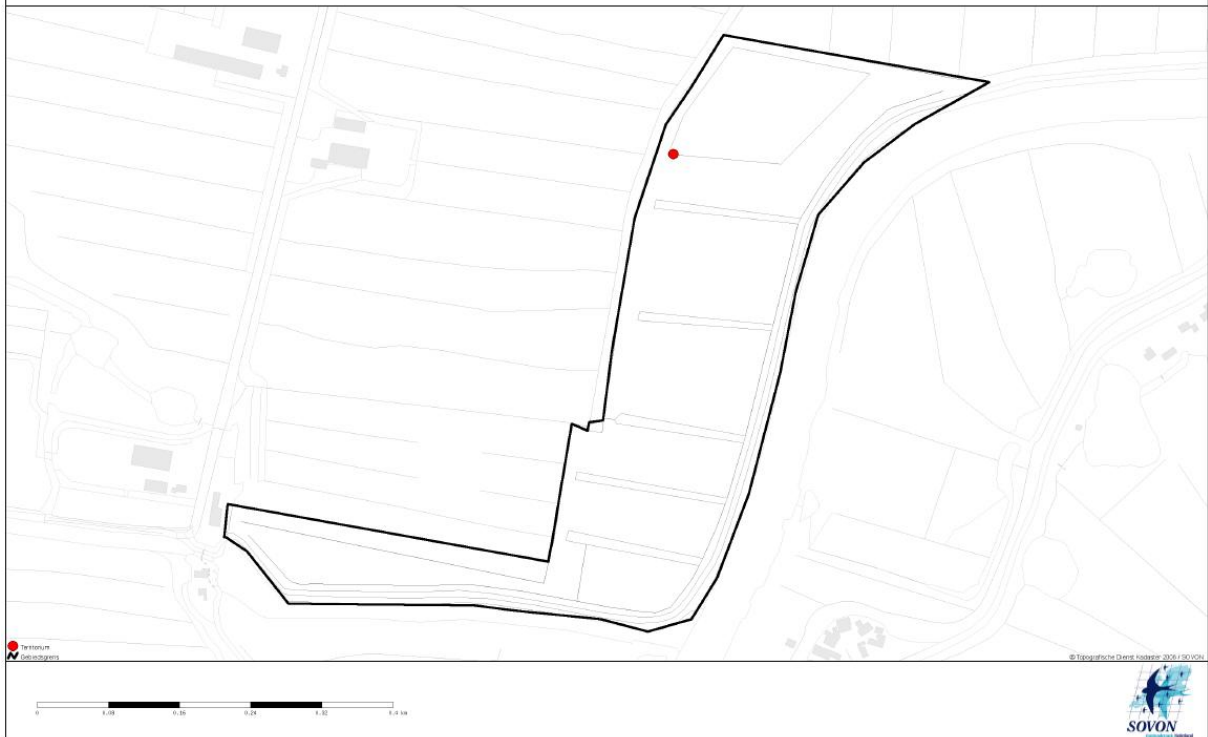 Territorium
Gebiedsgrens
© Topografische Dienst Kadaster 2006 / SOVON
0 0.08 0.16 0.24 0.32 0.4 km
SOVON